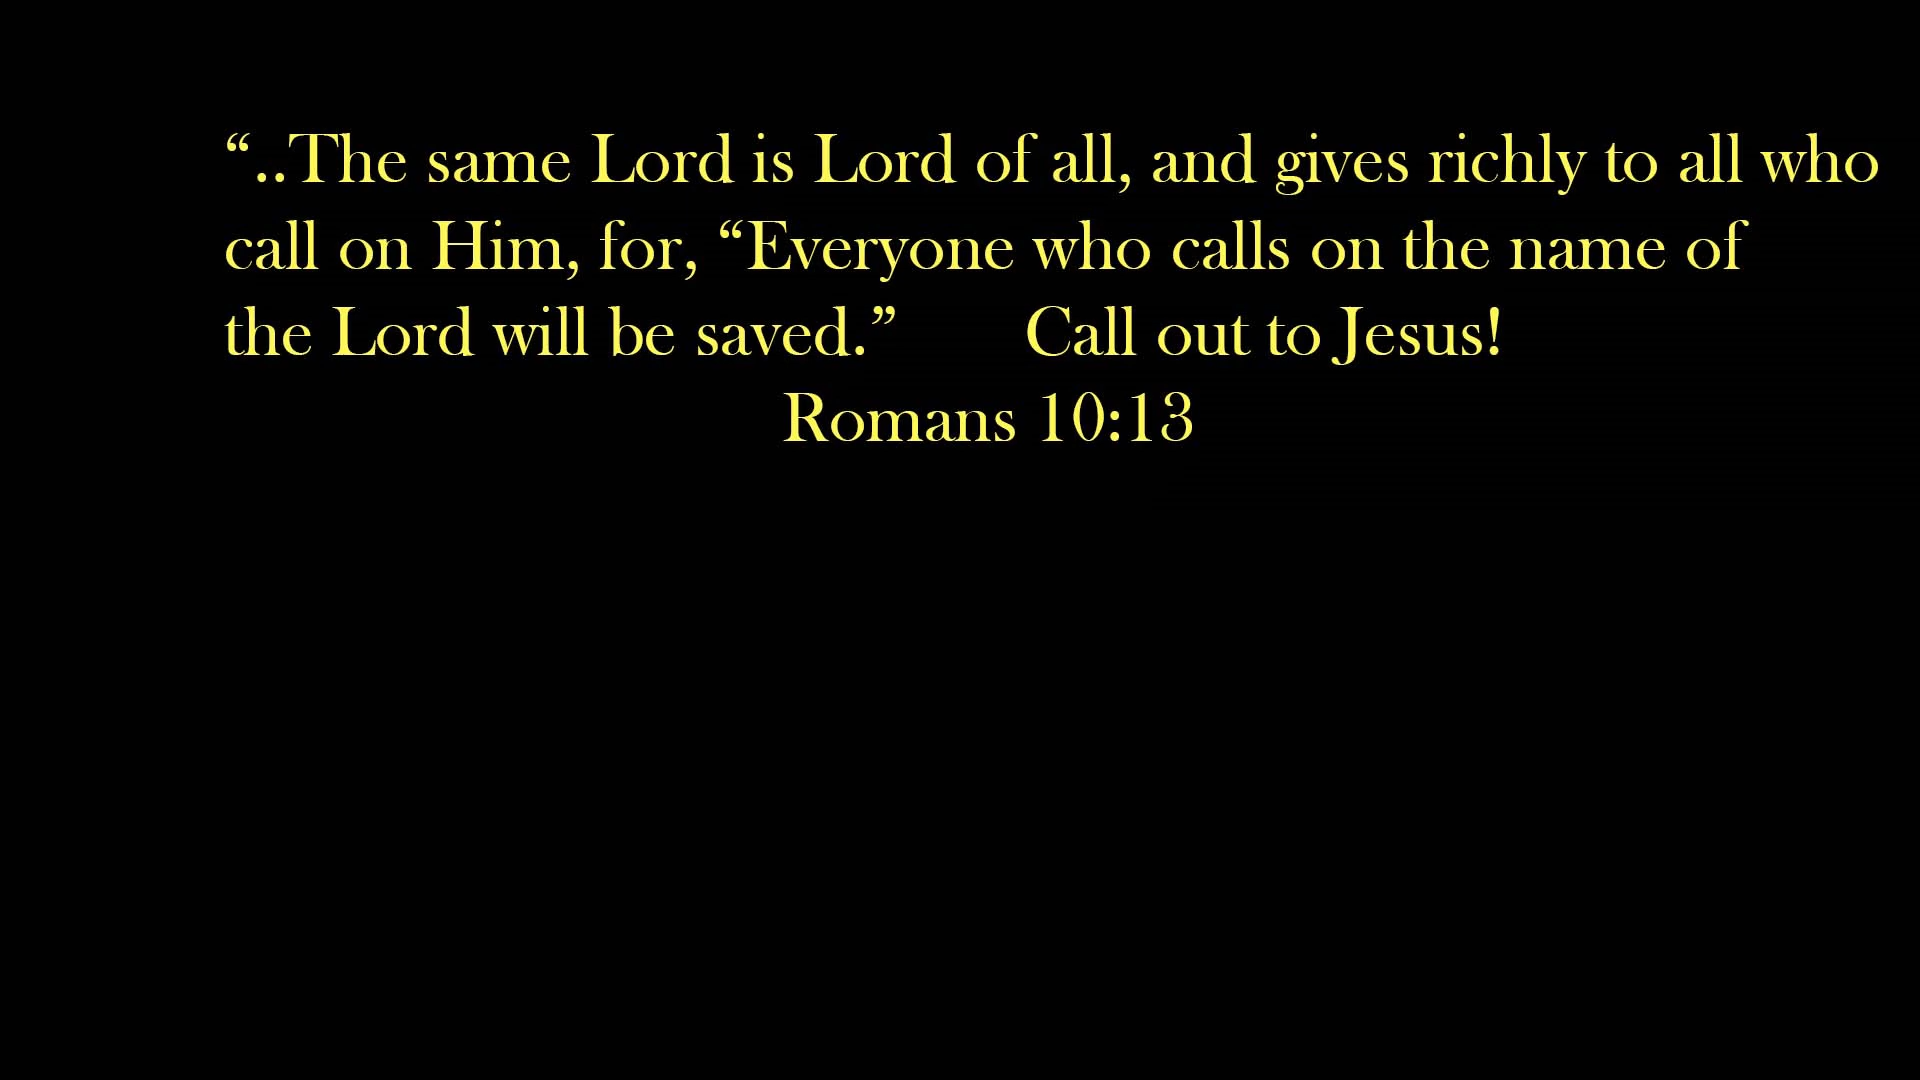 “..The same Lord is Lord of all, and gives richly to all who
call on Him, for, “Everyone who calls on the name of
the Lord will be saved.” Call out to Jesus!
Romans 10:13